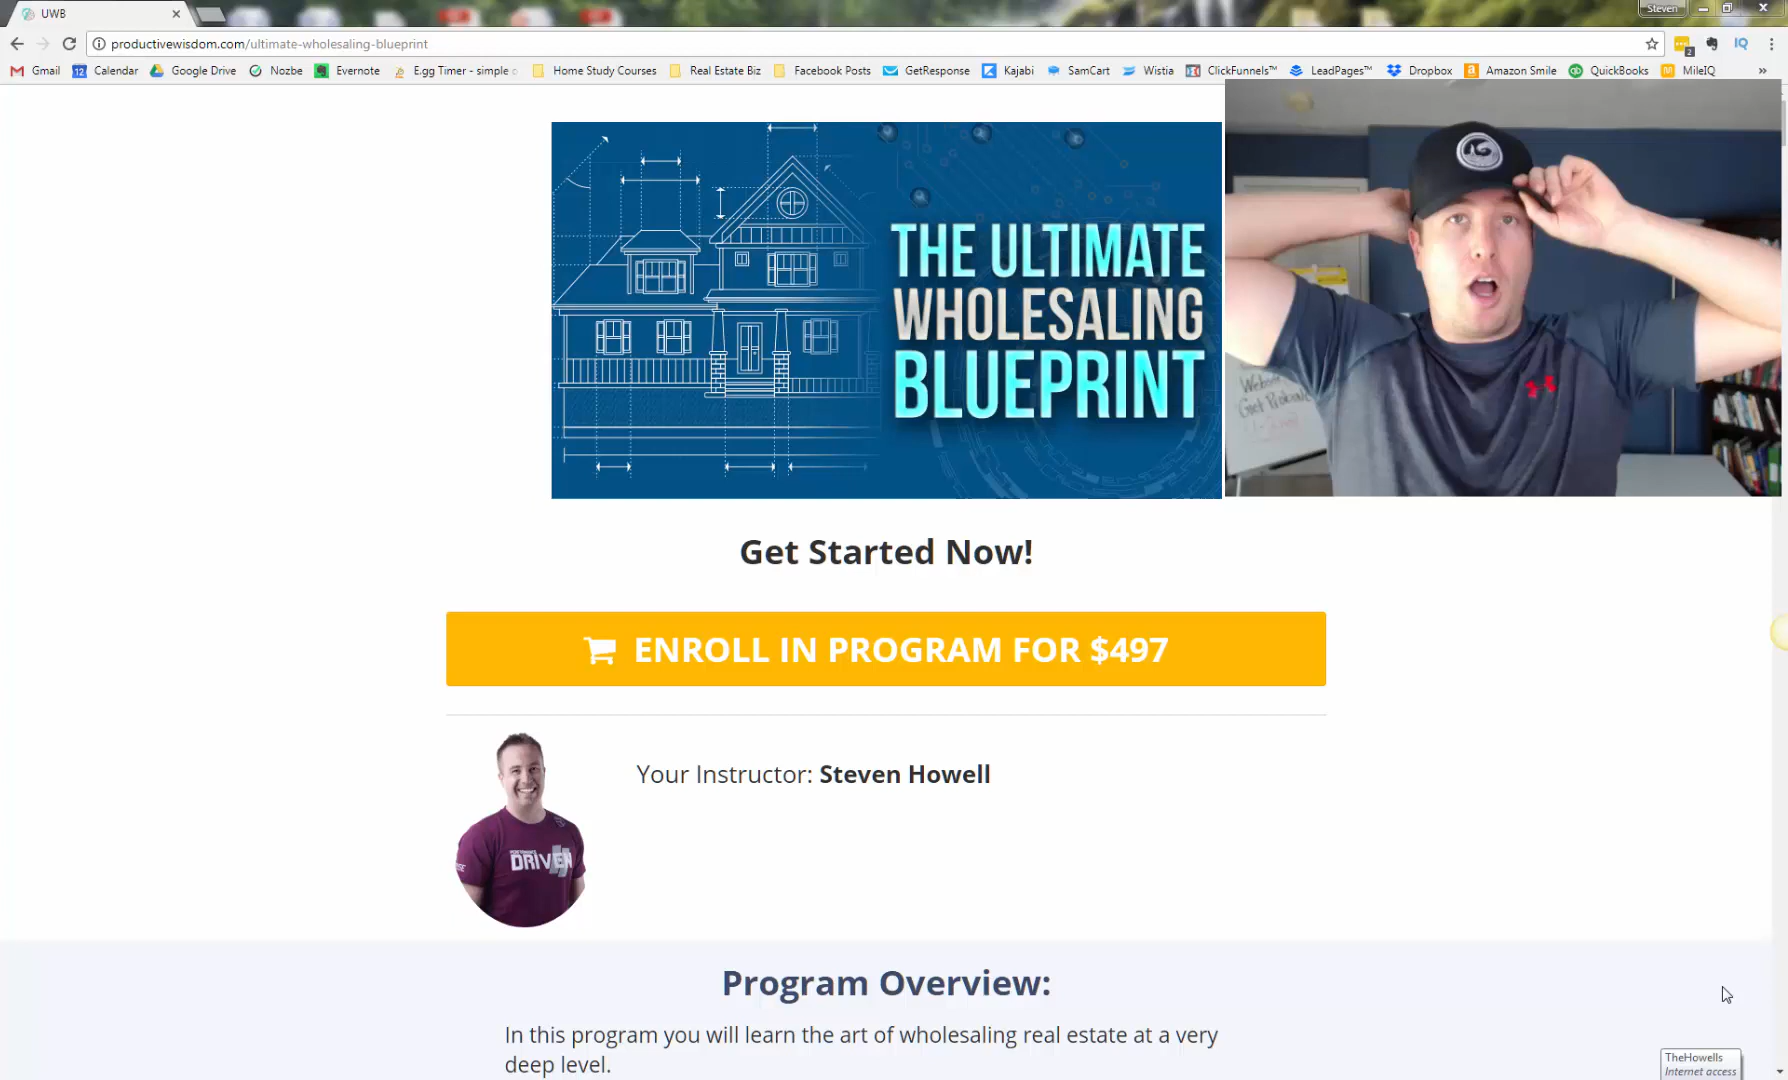 UWB
Steven
productivewisdom.com/ultimate-wholesaling-blueprint
2
Gmail
12
Calendar
Google Drive
Nozbe
Evernote
E.gg Timer - simple c
Home Study Courses
Real Estate Biz
Facebook Posts
GetResponse
Kajabi
SamCart
Wistia
ClickFunnels™
LeadPages™
Dropbox
Amazon Smile
QuickBooks
MileIQ
»
THE ULTIMATE
WHOLESALING
BLUEPRINT
Get Started Now!
ENROLL IN PROGRAM FOR $497
Your Instructor: Steven Howell
DRIVEN
Program Overview:
In this program you will learn the art of wholesaling real estate at a very
deep level.
TheHowells
Internet access